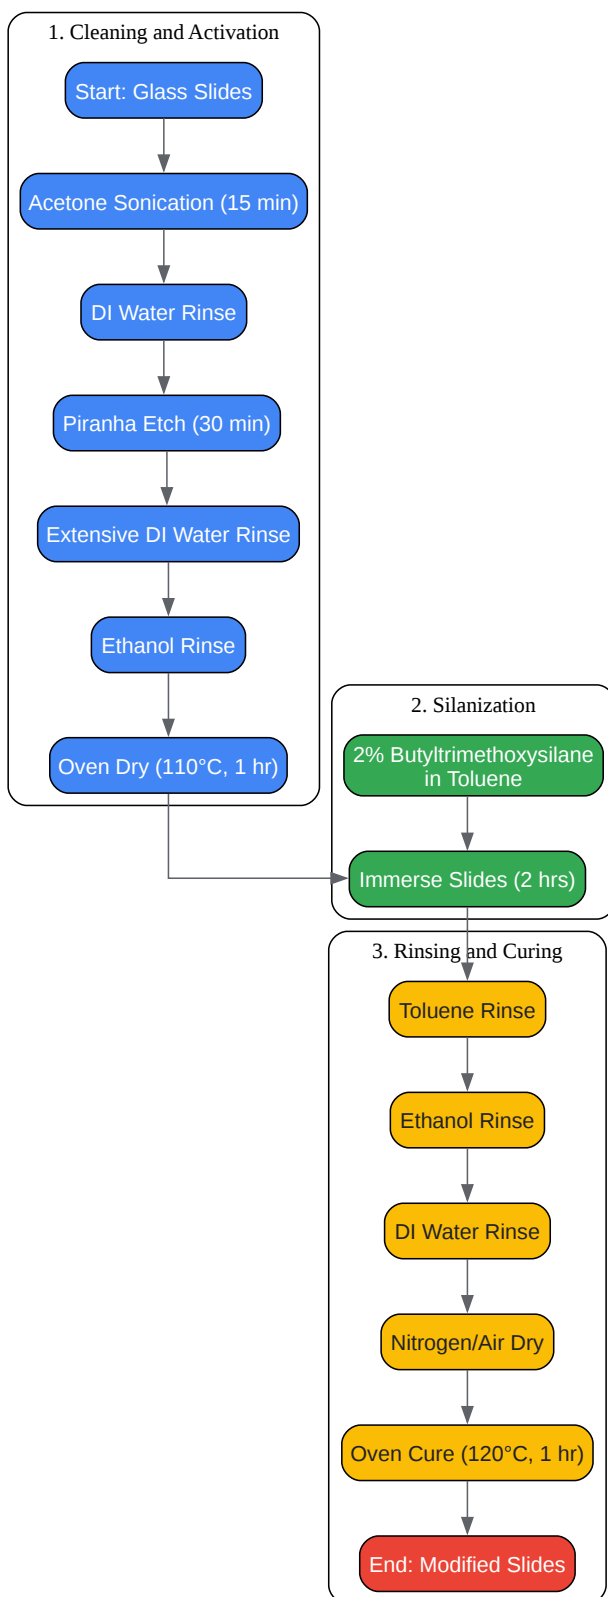 1. Cleaning and Activation
Start: Glass Slides
Acetone Sonication (15 min)
DI Water Rinse
Piranha Etch (30 min)
Extensive DI Water Rinse
Ethanol Rinse
Oven Dry (110°C, 1 hr)
2. Silanization
2% Butyltrimethoxysilane
in Toluene
Immerse Slides (2 hrs)
3. Rinsing and Curing
Toluene Rinse
Ethanol Rinse
DI Water Rinse
Nitrogen/Air Dry
Oven Cure (120°C, 1 hr)
End: Modified Slides